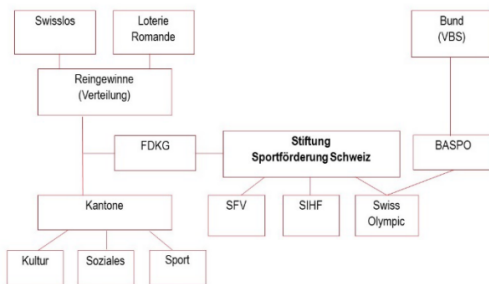 Swisslos
Loterie
Romande
Bund
(VBS)
Reingewinne
(Verteilung)
FDKG
Stiftung
Sportförderung Schweiz
BASPO
Kantone
SFV
SIHF
Swiss
Olympic
Kultur
Soziales
Sport